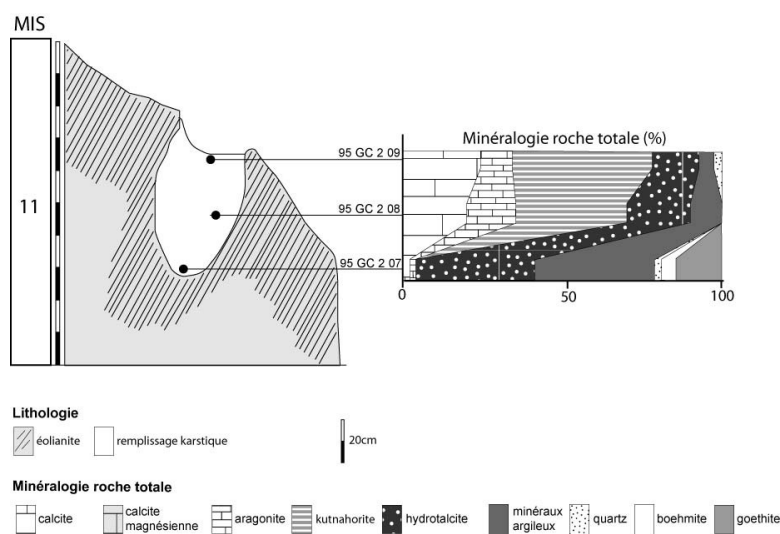 MIS
11
95 GC 2 09
95 GC 2 08
95 GC 2 07
Minéralogie roche totale (%)
0 50 100
Lithologie
éolianite remplissage karstique 20cm
Minéralogie roche totale
calcite calcite magnésienne aragonite kutnahorite hydrotalcite minéraux argileux quartz boehmite goethite